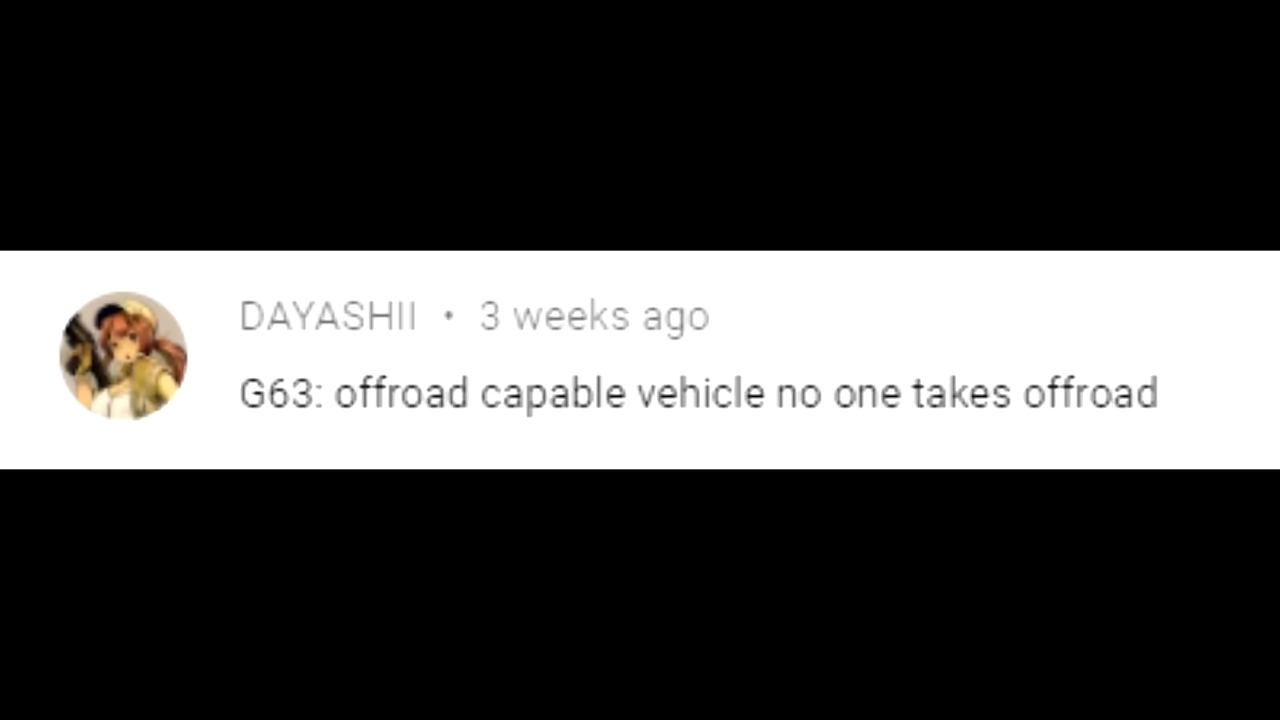 DAYASHII • 3 weeks ago
G63: offroad capable vehicle no one takes offroad